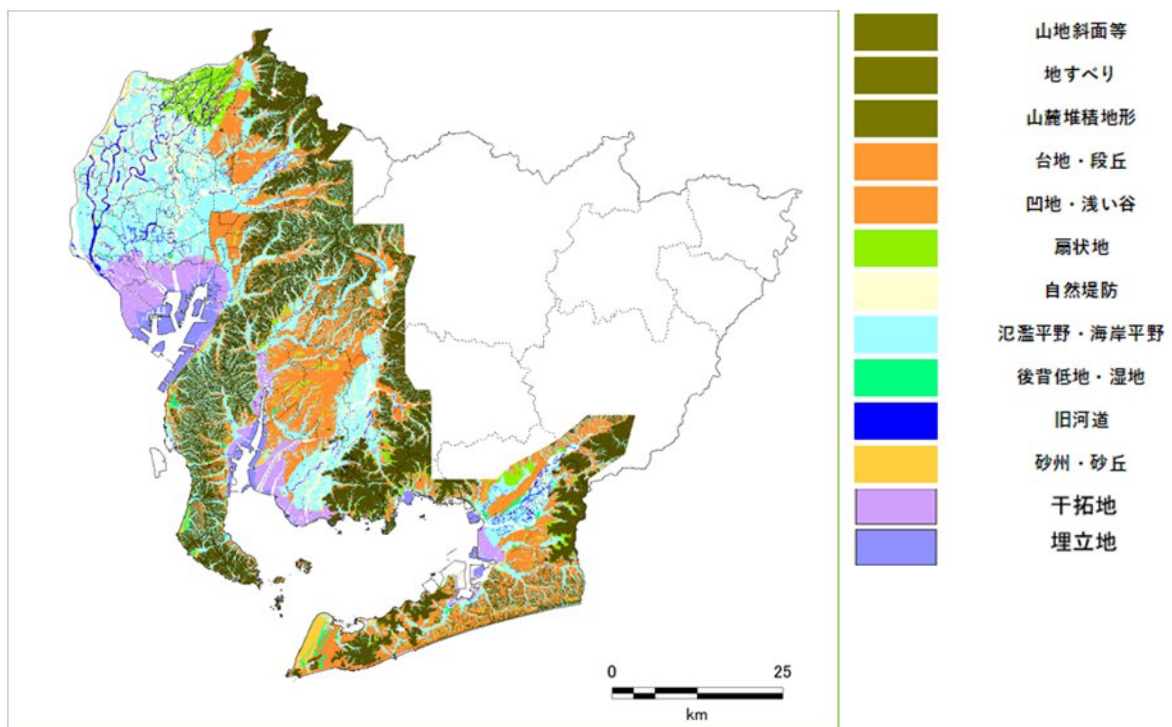 山地斜面等
地すべり
山麓堆積地形
台地・段丘
凹地・浅い谷
扇状地
自然堤防
氾濫平野・海岸平野
後背低地・湿地
旧河道
砂州・砂丘
干拓地
埋立地
0 25
km